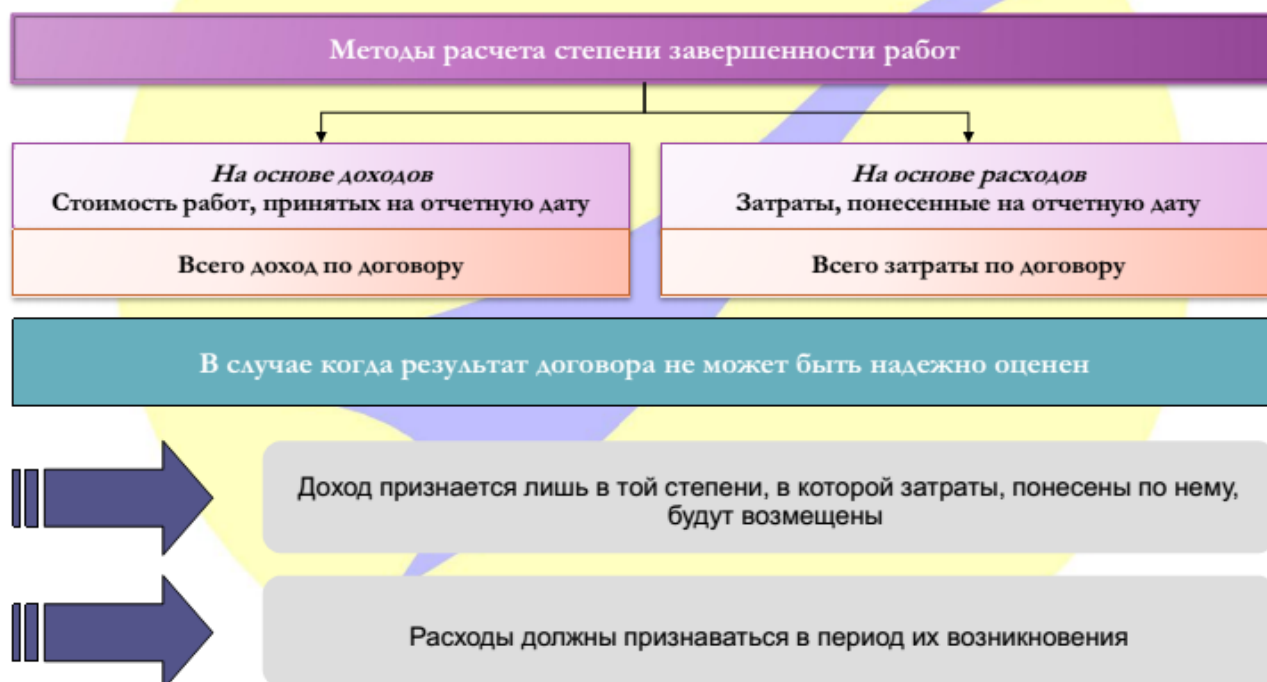 Методы расчета степени завершенности работ
На основе доходов
Стоимость работ, принятых на отчетную дату
Всего доход по договору
На основе расходов
Затраты, понесенные на отчетную дату
Всего затраты по договору
В случае когда результат договора не может быть надежно оценен
Доход признается лишь в той степени, в которой затраты, понесены по нему,
будут возмещены
Расходы должны признаваться в период их возникновения